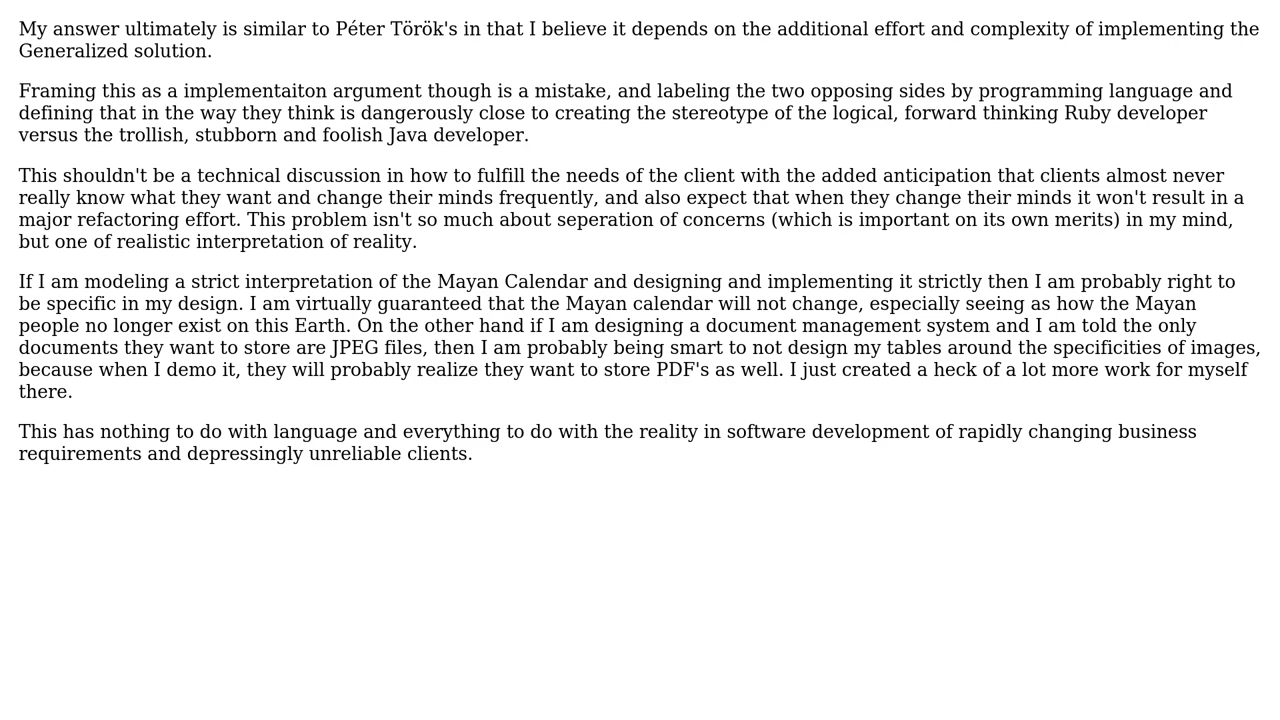 My answer ultimately is similar to Péter Török's in that I believe it depends on the additional effort and complexity of implementing the
Generalized solution.
Framing this as a implementaiton argument though is a mistake, and labeling the two opposing sides by programming language and
defining that in the way they think is dangerously close to creating the stereotype of the logical, forward thinking Ruby developer
versus the trollish, stubborn and foolish Java developer.
This shouldn't be a technical discussion in how to fulfill the needs of the client with the added anticipation that clients almost never
really know what they want and change their minds frequently, and also expect that when they change their minds it won't result in a
major refactoring effort. This problem isn't so much about seperation of concerns (which is important on its own merits) in my mind,
but one of realistic interpretation of reality.
If I am modeling a strict interpretation of the Mayan Calendar and designing and implementing it strictly then I am probably right to
be specific in my design. I am virtually guaranteed that the Mayan calendar will not change, especially seeing as how the Mayan
people no longer exist on this Earth. On the other hand if I am designing a document management system and I am told the only
documents they want to store are JPEG files, then I am probably being smart to not design my tables around the specificities of images,
because when I demo it, they will probably realize they want to store PDF's as well. I just created a heck of a lot more work for myself
there.
This has nothing to do with language and everything to do with the reality in software development of rapidly changing business
requirements and depressingly unreliable clients.